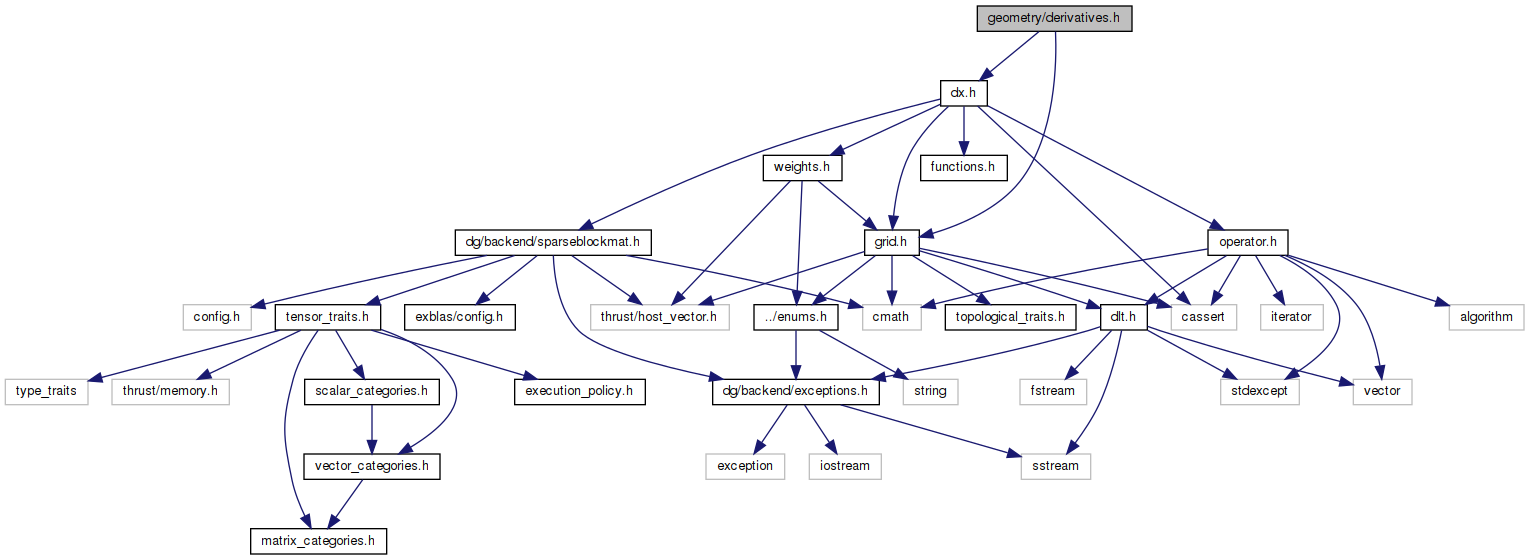 geometry/derivatives.h
dx.h
weights.h
functions.h
dg/backend/sparseblockmat.h
grid.h
operator.h
config.h
tensor_traits.h
exblas/config.h
thrust/host_vector.h
../enums.h
cmath
topological_traits.h
dlt.h
cassert
iterator
algorithm
type_traits
thrust/memory.h
scalar_categories.h
execution_policy.h
dg/backend/exceptions.h
string
fstream
stdexcept
vector
vector_categories.h
exception
iostream
sstream
matrix_categories.h